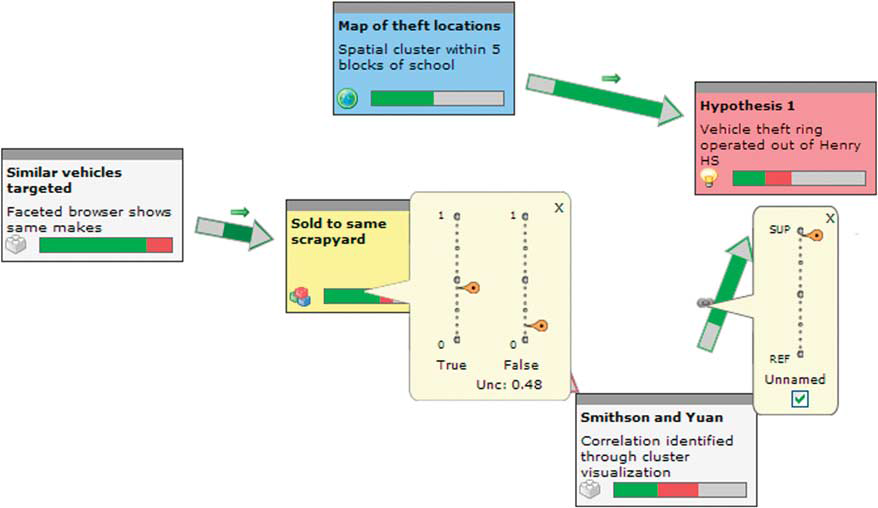 Map of theft locations
Spatial cluster within 5
blocks of school
Hypothesis 1
Vehicle theft ring
operated out of Henry
HS
Similar vehicles
targeted
Faceted browser shows
same makes
Sold to same
scrapyard
X
1
1
0
0
True
False
Unc: 0.48
X
SUP
REF
Unnamed
Smithson and Yuan
Correlation identified
through cluster
visualization